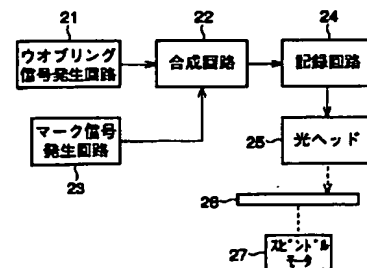 21
ウオブリング
信号発生回路
22
合成回路
24
記録回路
マーク信号
発生回路
23
25
光ヘッド
26
27
スピンドル
モータ